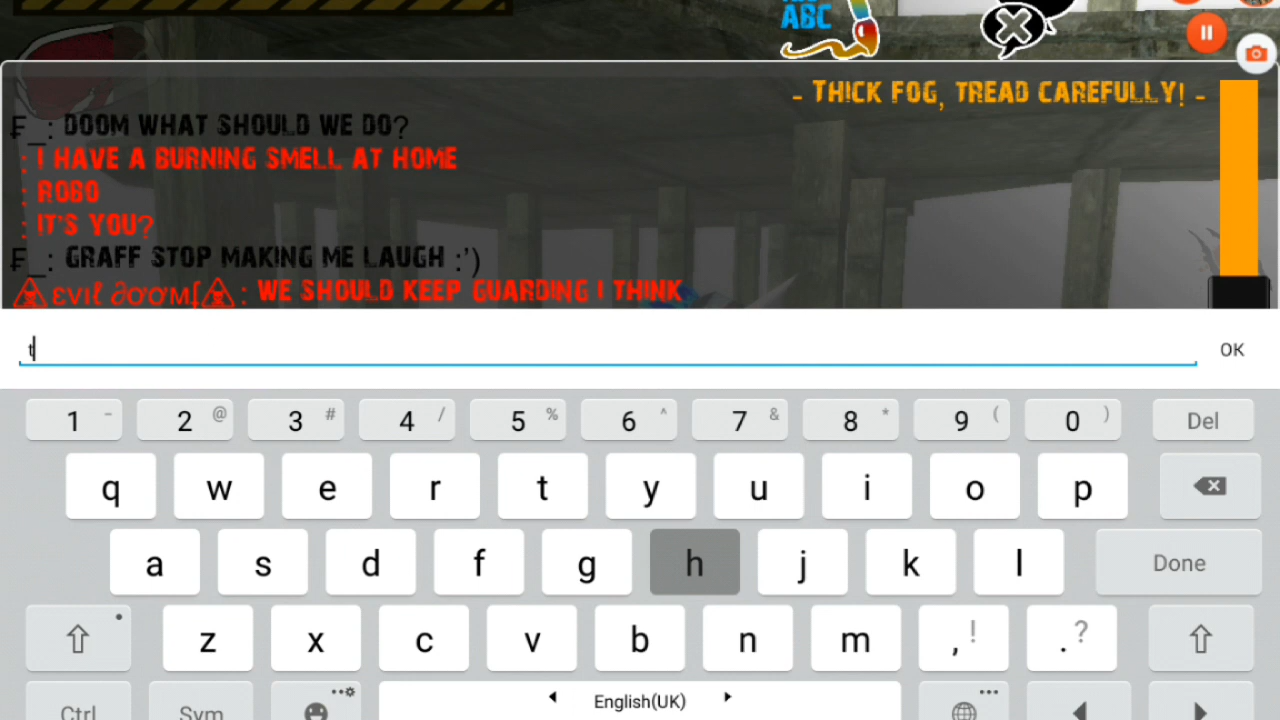 ABC
- THICK FOG, TREAD CAREFULLY! -
₣_: DOOM WHAT SHOULD WE DO?
: I HAVE A BURNING SMELL AT HOME
: ROBO
: IT'S YOU?
₣_: GRAFF STOP MAKING ME LAUGH :')
εvιℓ ∂σσмʃ : WE SHOULD KEEP GUARDING I THINK
t
OK
1 - 2 @ 3 # 4 / 5 % 6 ^ 7 & 8 * 9 ( 0 ) Del
q w e r t y u i o p
a s d f g h j k l Done
z x c v b n m , ! . ?
Ctrl Sym English(UK)